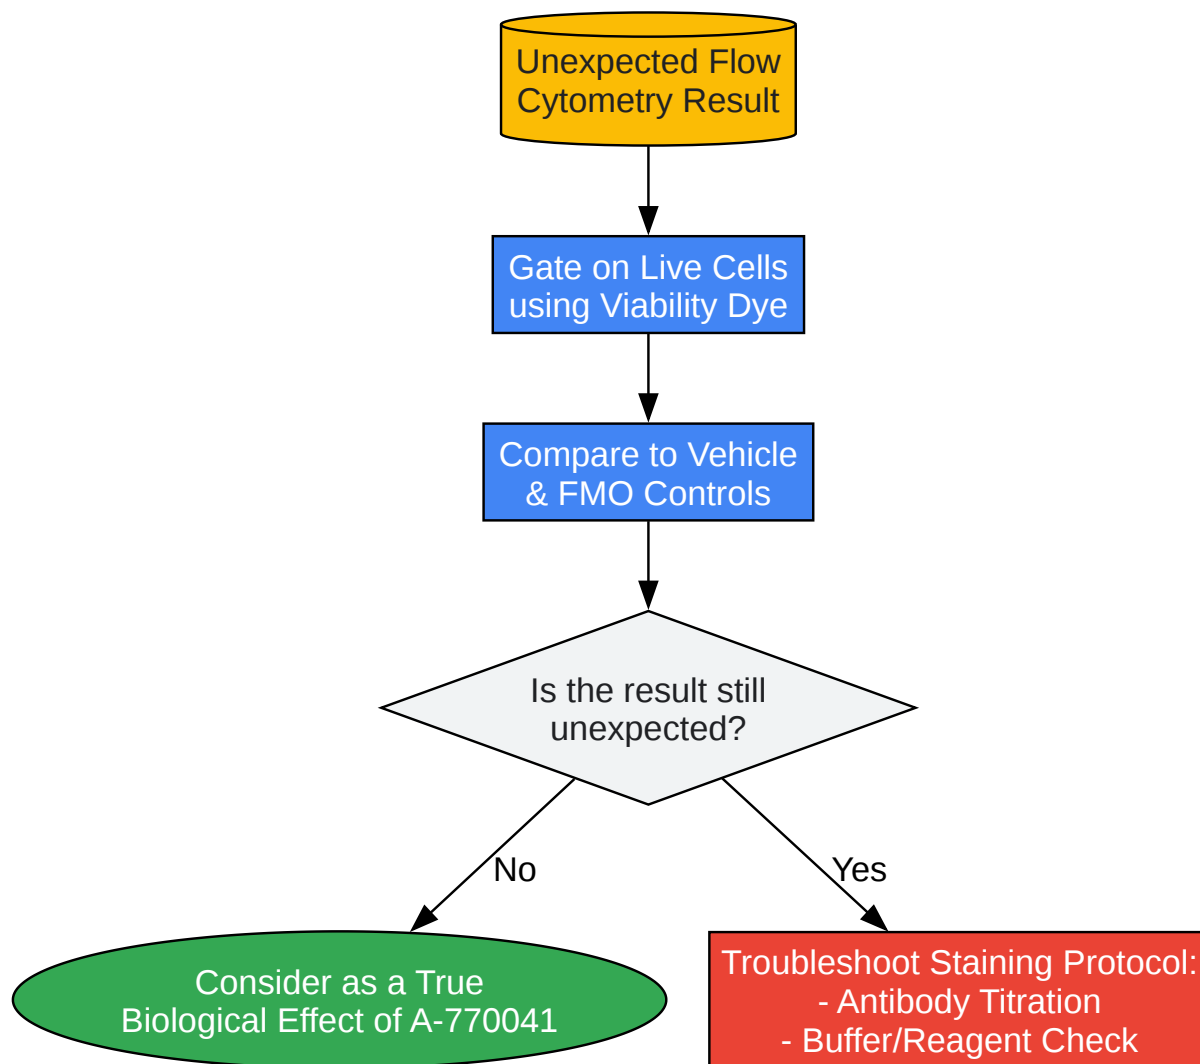 Unexpected Flow
Cytometry Result
Gate on Live Cells
using Viability Dye
Compare to Vehicle
& FMO Controls
Is the result still
unexpected?
No
Yes
Consider as a True
Biological Effect of A-770041
Troubleshoot Staining Protocol:
- Antibody Titration
- Buffer/Reagent Check